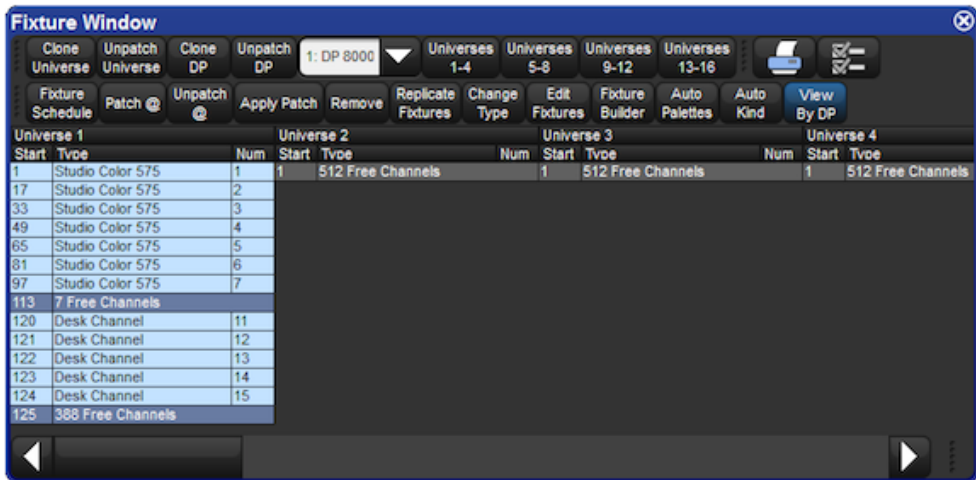 Fixture Window
Clone Universe Unpatch Universe Clone DP Unpatch DP 1: DP 8000 Universes 1-4 Universes 5-8 Universes 9-12 Universes 13-16
Fixture Schedule Patch @ Unpatch @ Apply Patch Remove Replicate Fixtures Change Type Edit Fixtures Fixture Builder Auto Palettes Auto Kind View By DP
Universe 1 Universe 2 Universe 3 Universe 4
Start Type Num Start Type Num Start Type Num Start Type
1 Studio Color 575 1 1 512 Free Channels 1 512 Free Channels 1 512 Free Channels
17 Studio Color 575 2
33 Studio Color 575 3
49 Studio Color 575 4
65 Studio Color 575 5
81 Studio Color 575 6
97 Studio Color 575 7
113 7 Free Channels
120 Desk Channel 11
121 Desk Channel 12
122 Desk Channel 13
123 Desk Channel 14
124 Desk Channel 15
125 388 Free Channels